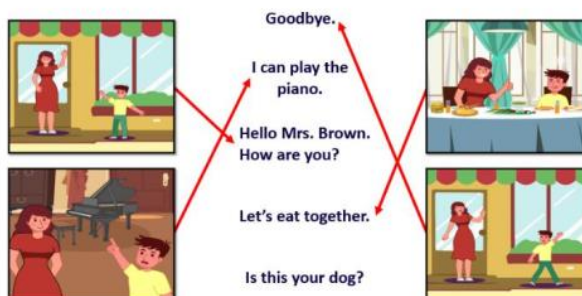 Goodbye.
I can play the
piano.
Hello Mrs. Brown.
How are you?
Let's eat together.
Is this your dog?